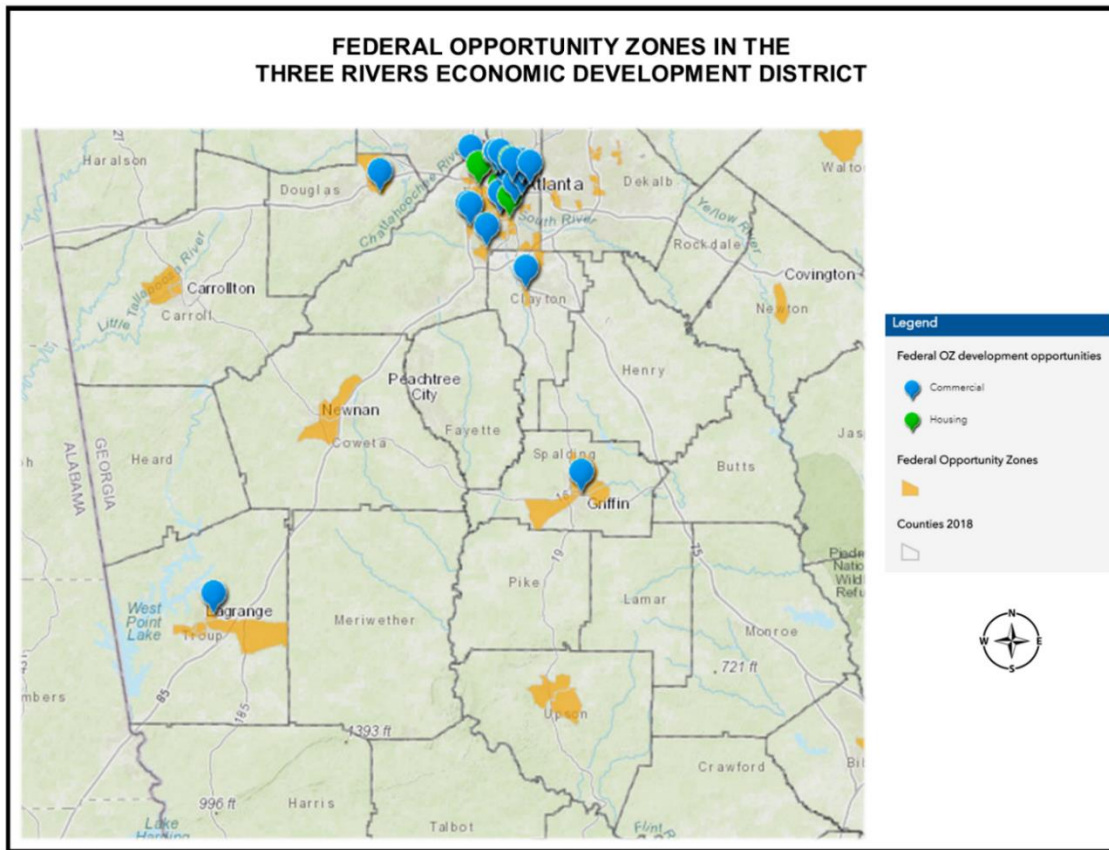 FEDERAL OPPORTUNITY ZONES IN THE
THREE RIVERS ECONOMIC DEVELOPMENT DISTRICT
21
Haralson
Douglas
Chattahoochee River
Atlanta
Dekalb
Walton
South River
Yellow River
Rockdale
Little Tallapoosa River
Carrollton
Carroll
Clayton
Covington
Newton
Henry
Peachtree
City
Newnan
Coweta
Fayette
ALABAMA
GEORGIA
Heard
Spalding
Butts
16
Griffin
19
75
Pike
Lamar
Monroe
721 ft
West
Point
Lake
Lagrange
Troup
Meriwether
85
185
1393 ft
Upson
Crawford
996 ft
Harris
Talbot
Lake
Legend
Federal OZ development opportunities
Commercial
Housing
Federal Opportunity Zones
Counties 2018
N
W
E
S